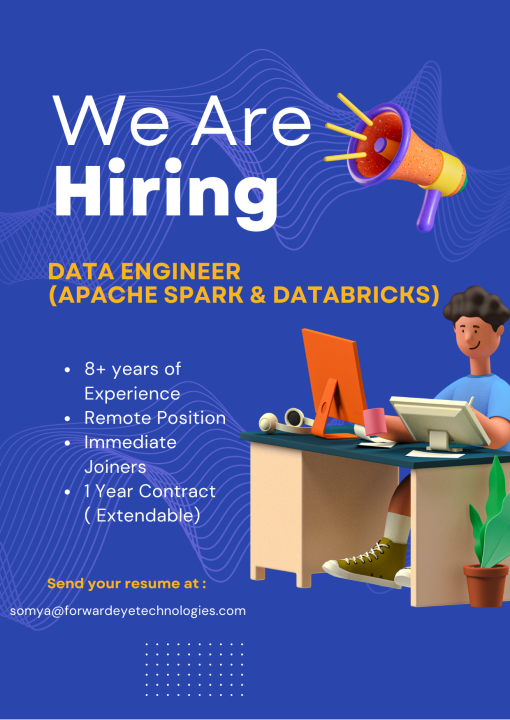 We Are
Hiring
DATA ENGINEER
(APACHE SPARK & DATABRICKS)
• 8+ years of
Experience
• Remote Position
• Immediate
Joiners
• 1 Year Contract
( Extendable)
Send your resume at :
somya@forwardeyetechnologies.com